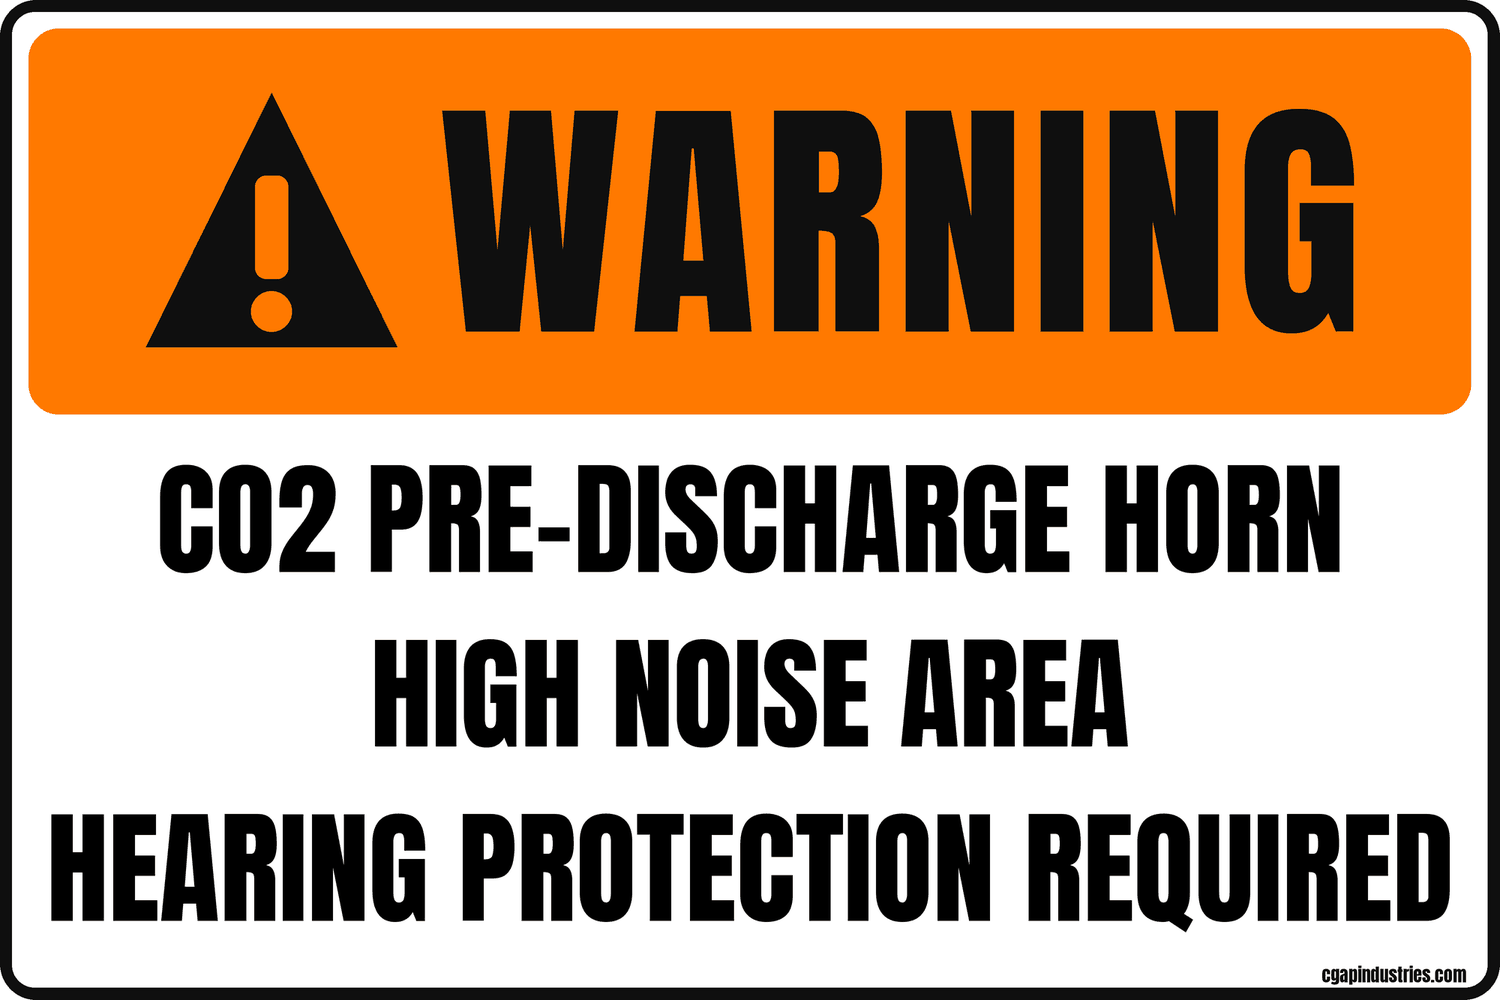 WARNING
CO2 PRE-DISCHARGE HORN
HIGH NOISE AREA
HEARING PROTECTION REQUIRED
cgapindustries.com